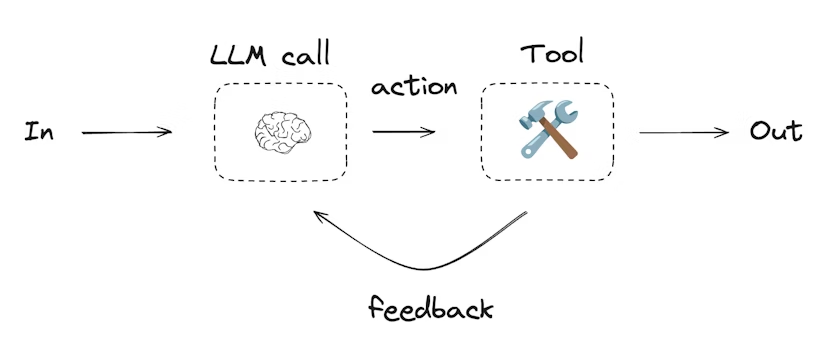 LLM call
Tool
action
In
Out
feedback